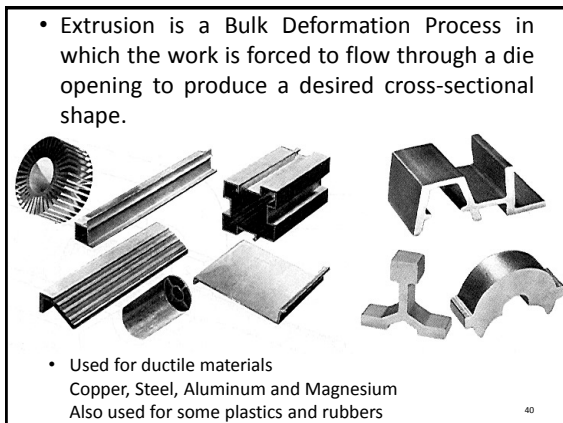 • Extrusion is a Bulk Deformation Process in
which the work is forced to flow through a die
opening to produce a desired cross-sectional
shape.
• Used for ductile materials
Copper, Steel, Aluminum and Magnesium
Also used for some plastics and rubbers
40